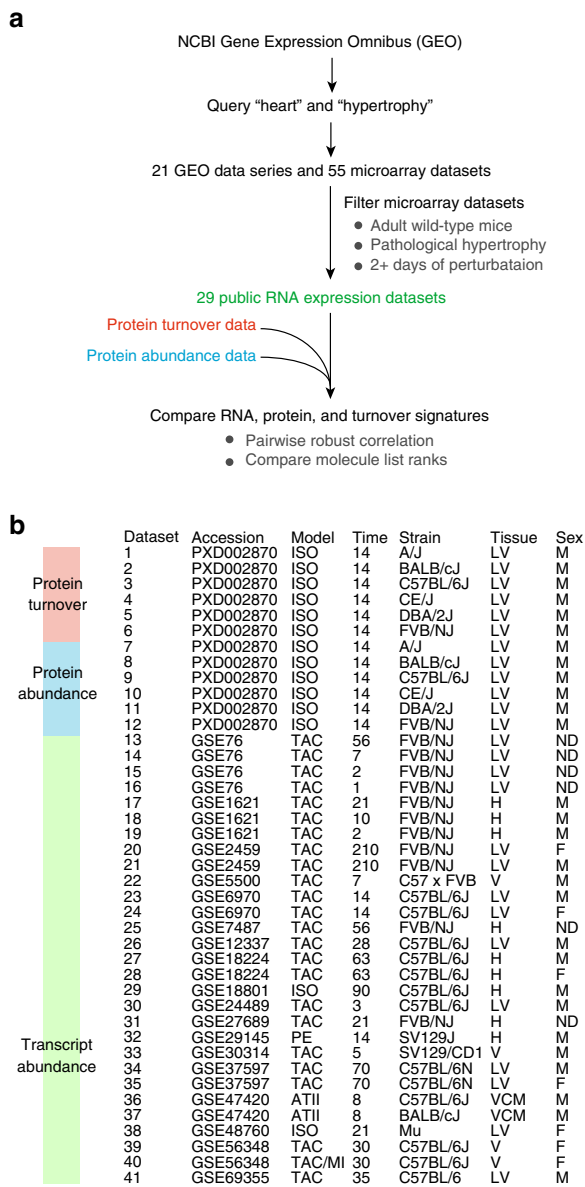 a
NCBI Gene Expression Omnibus (GEO)
Query “heart” and “hypertrophy”
21 GEO data series and 55 microarray datasets
Filter microarray datasets
● Adult wild-type mice
● Pathological hypertrophy
● 2+ days of perturbataion
29 public RNA expression datasets
Protein turnover data
Protein abundance data
Compare RNA, protein, and turnover signatures
● Pairwise robust correlation
● Compare molecule list ranks
b
Dataset Accession Model Time Strain Tissue Sex
Protein turnover
Protein abundance
Transcript abundance
1 PXD002870 ISO 14 A/J LV M
2 PXD002870 ISO 14 BALB/cJ LV M
3 PXD002870 ISO 14 C57BL/6J LV M
4 PXD002870 ISO 14 CE/J LV M
5 PXD002870 ISO 14 DBA/2J LV M
6 PXD002870 ISO 14 FVB/NJ LV M
7 PXD002870 ISO 14 A/J LV M
8 PXD002870 ISO 14 BALB/cJ LV M
9 PXD002870 ISO 14 C57BL/6J LV M
10 PXD002870 ISO 14 CE/J LV M
11 PXD002870 ISO 14 DBA/2J LV M
12 PXD002870 ISO 14 FVB/NJ LV M
13 GSE76 TAC 56 FVB/NJ LV ND
14 GSE76 TAC 7 FVB/NJ LV ND
15 GSE76 TAC 2 FVB/NJ LV ND
16 GSE76 TAC 1 FVB/NJ LV ND
17 GSE1621 TAC 21 FVB/NJ H M
18 GSE1621 TAC 10 FVB/NJ H M
19 GSE1621 TAC 2 FVB/NJ H M
20 GSE2459 TAC 210 FVB/NJ LV F
21 GSE2459 TAC 210 FVB/NJ LV M
22 GSE5500 TAC 7 C57 x FVB V M
23 GSE6970 TAC 14 C57BL/6J LV M
24 GSE6970 TAC 14 C57BL/6J LV F
25 GSE7487 TAC 56 FVB/NJ H ND
26 GSE12337 TAC 28 C57BL/6J LV M
27 GSE18224 TAC 63 C57BL/6J H M
28 GSE18224 TAC 63 C57BL/6J H F
29 GSE18801 ISO 90 C57BL/6J H M
30 GSE24489 TAC 3 C57BL/6J LV M
31 GSE27689 TAC 21 FVB/NJ H ND
32 GSE29145 PE 14 SV129J H M
33 GSE30314 TAC 5 SV129/CD1 V M
34 GSE37597 TAC 70 C57BL/6N LV M
35 GSE37597 TAC 70 C57BL/6N LV F
36 GSE47420 ATII 8 C57BL/6J VCM M
37 GSE47420 ATII 8 BALB/cJ VCM M
38 GSE48760 ISO 21 Mu LV F
39 GSE56348 TAC 30 C57BL/6J V F
40 GSE56348 TAC/MI 30 C57BL/6J V F
41 GSE69355 TAC 35 C57BL/6 LV M